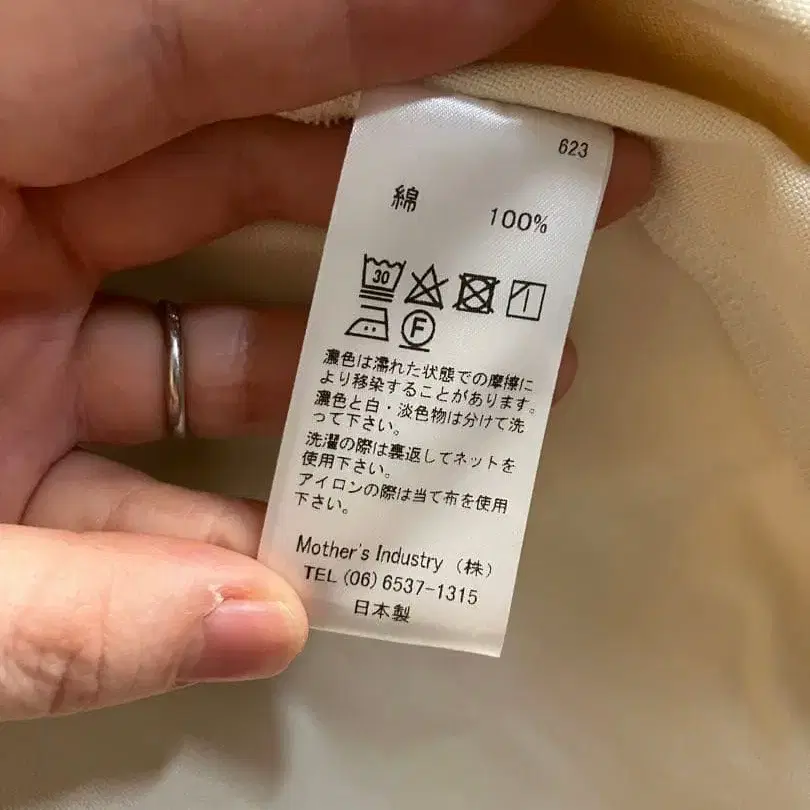 623
綿 100%
30
F
濃色は濡れた状態での摩擦に
より移染することがあります。
濃色と白・淡色物は分けて洗
って下さい。
洗濯の際は裏返してネットを
使用下さい。
アイロンの際は当て布を使用
下さい。
Mother's Industry (株)
TEL (06) 6537-1315
日本製